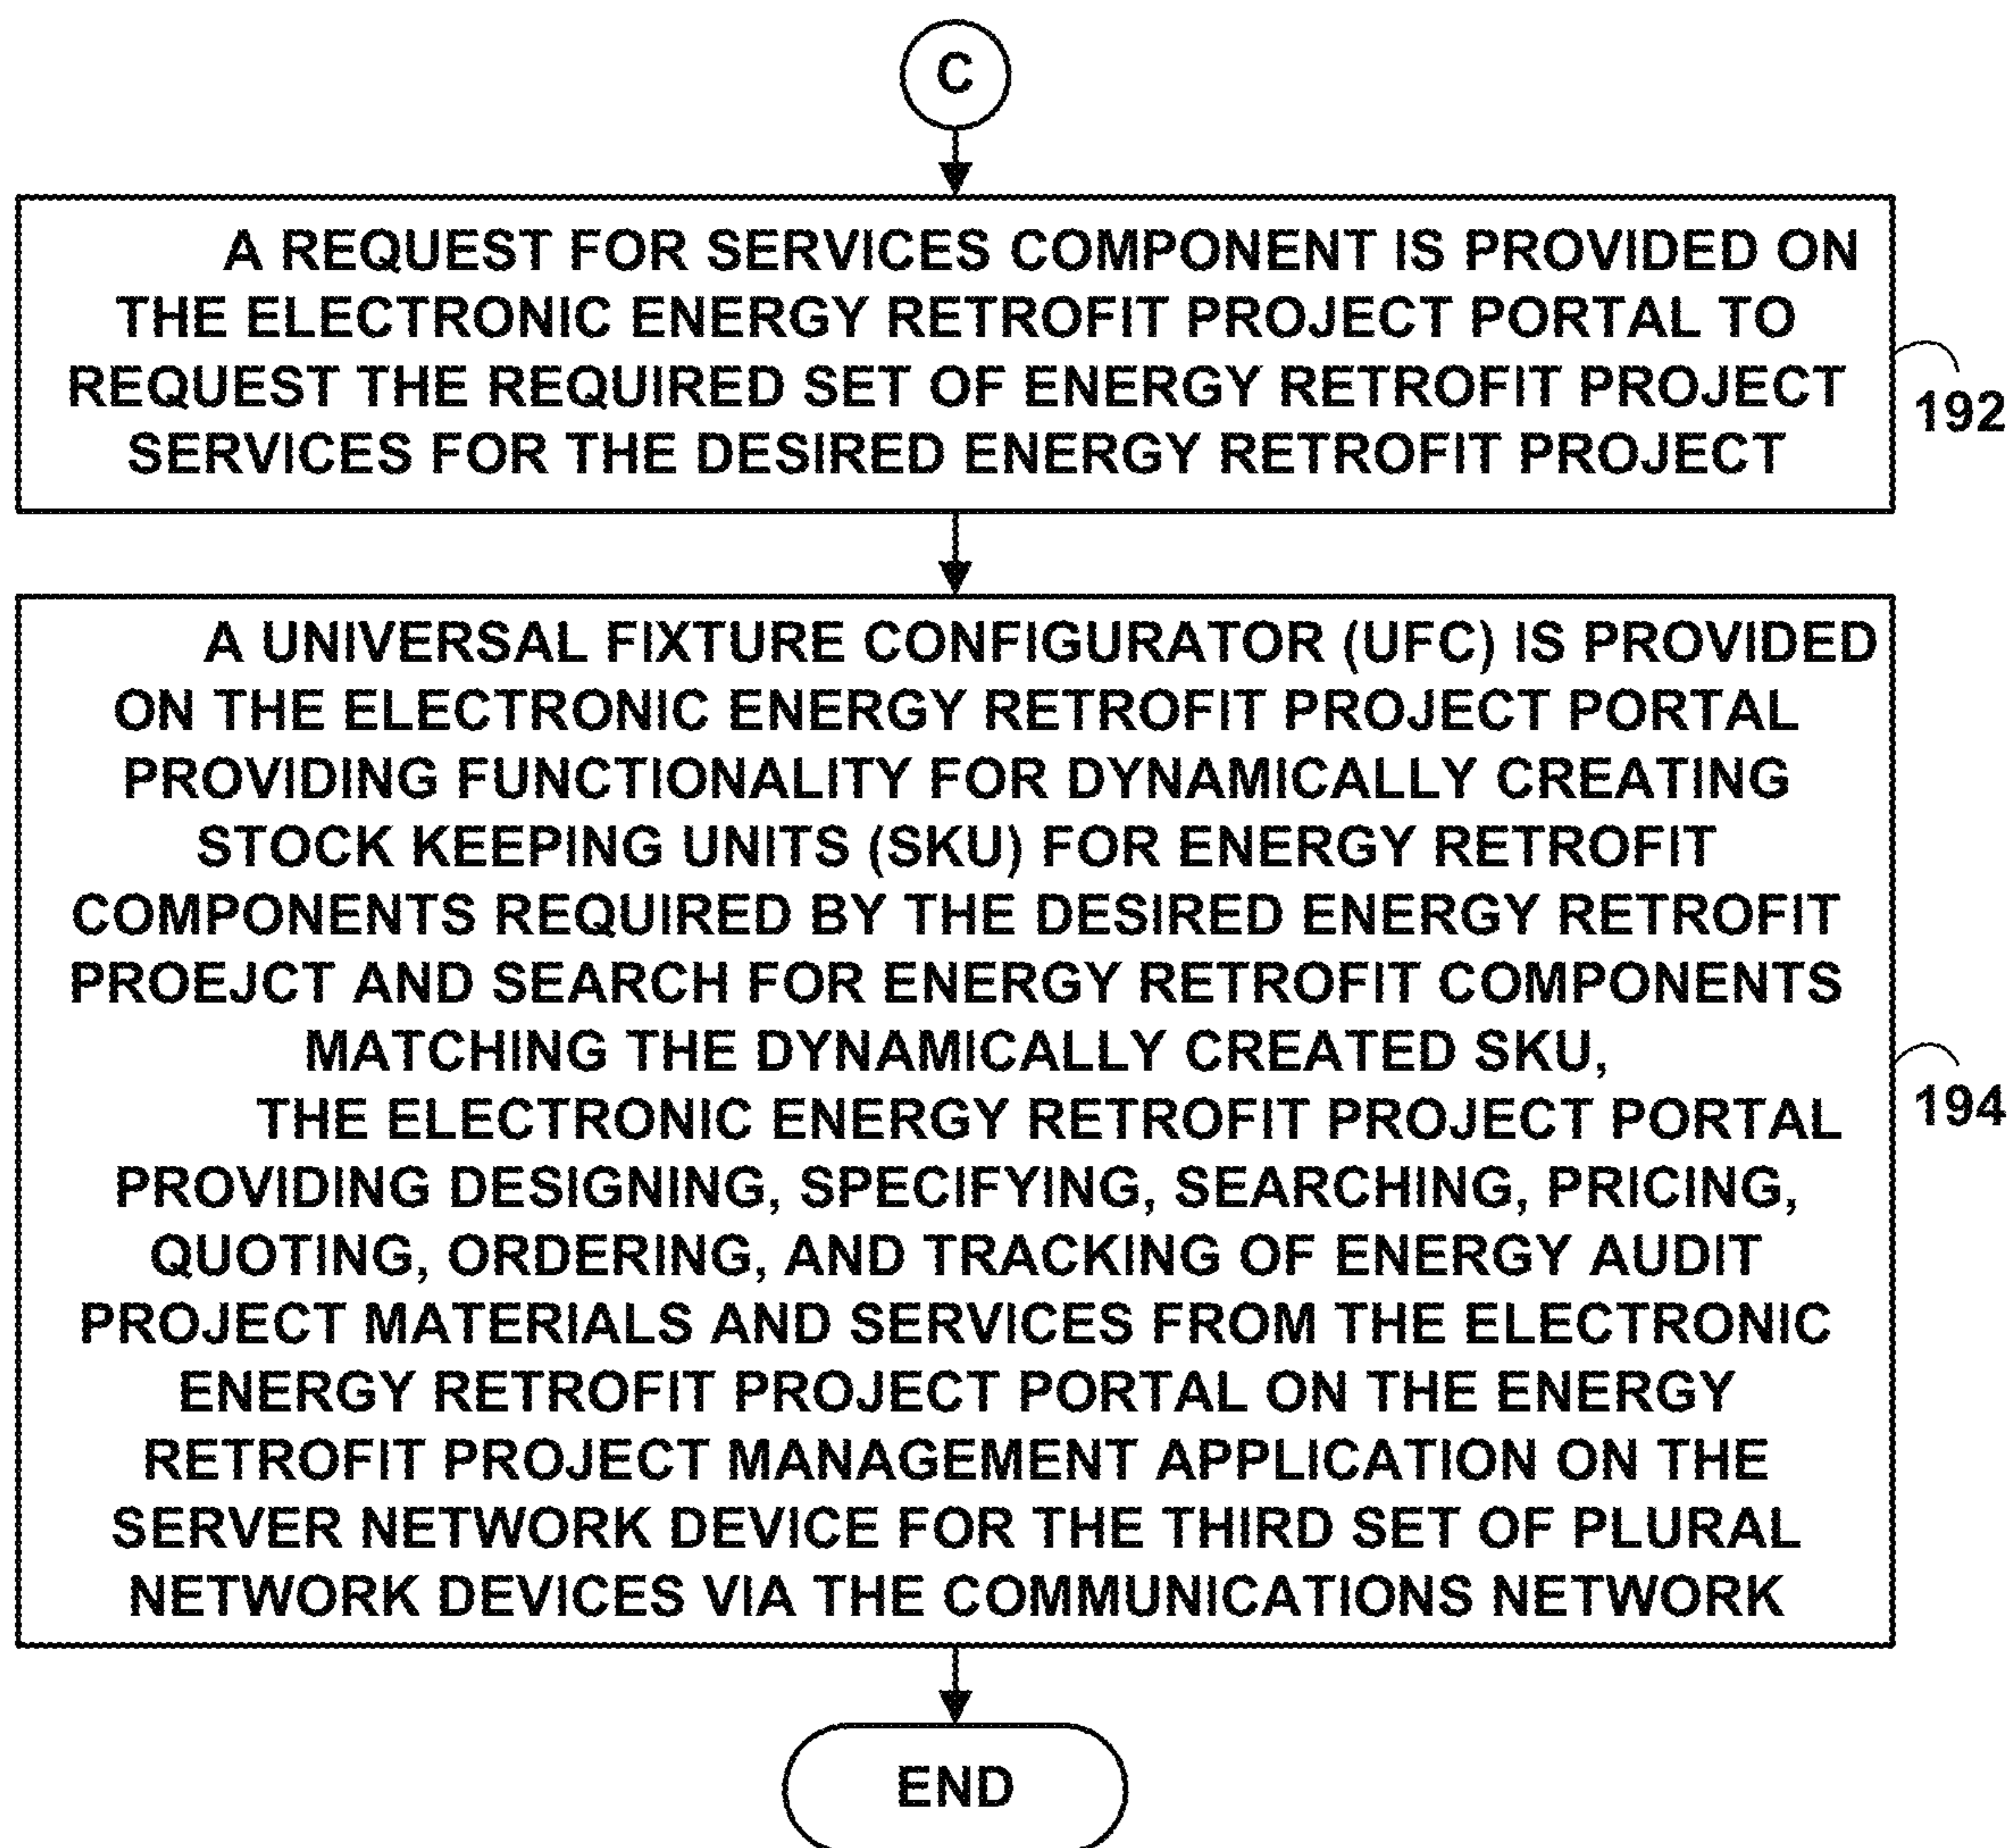 C
A REQUEST FOR SERVICES COMPONENT IS PROVIDED ON
THE ELECTRONIC ENERGY RETROFIT PROJECT PORTAL TO
REQUEST THE REQUIRED SET OF ENERGY RETROFIT PROJECT
SERVICES FOR THE DESIRED ENERGY RETROFIT PROJECT
192
A UNIVERSAL FIXTURE CONFIGURATOR (UFC) IS PROVIDED
ON THE ELECTRONIC ENERGY RETROFIT PROJECT PORTAL
PROVIDING FUNCTIONALITY FOR DYNAMICALLY CREATING
STOCK KEEPING UNITS (SKU) FOR ENERGY RETROFIT
COMPONENTS REQUIRED BY THE DESIRED ENERGY RETROFIT
PROEJCT AND SEARCH FOR ENERGY RETROFIT COMPONENTS
MATCHING THE DYNAMICALLY CREATED SKU,
THE ELECTRONIC ENERGY RETROFIT PROJECT PORTAL
PROVIDING DESIGNING, SPECIFYING, SEARCHING, PRICING,
QUOTING, ORDERING, AND TRACKING OF ENERGY AUDIT
PROJECT MATERIALS AND SERVICES FROM THE ELECTRONIC
ENERGY RETROFIT PROJECT PORTAL ON THE ENERGY
RETROFIT PROJECT MANAGEMENT APPLICATION ON THE
SERVER NETWORK DEVICE FOR THE THIRD SET OF PLURAL
NETWORK DEVICES VIA THE COMMUNICATIONS NETWORK
194
END